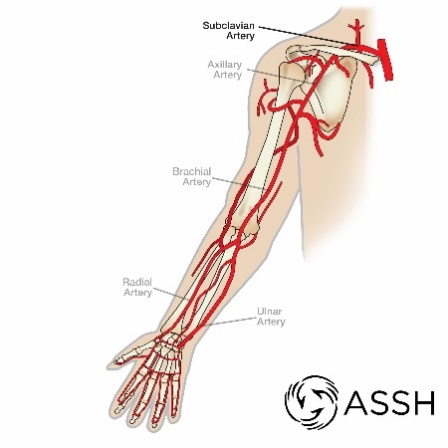 Subclavian
Artery
Axillary
Artery
Brachial
Artery
Radial
Artery
Ulnar
Artery
ASSH